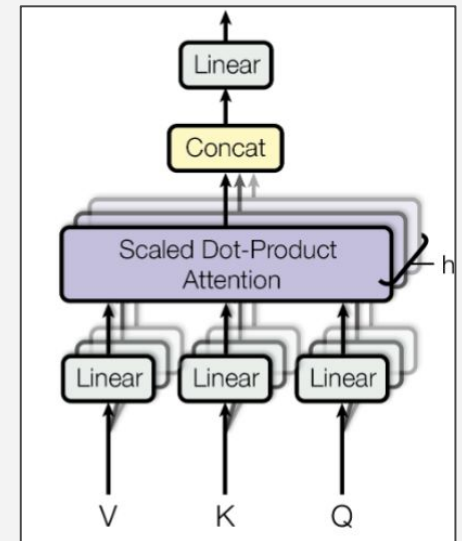 Linear
Concat
Scaled Dot-Product
Attention
h
Linear Linear Linear
V K Q